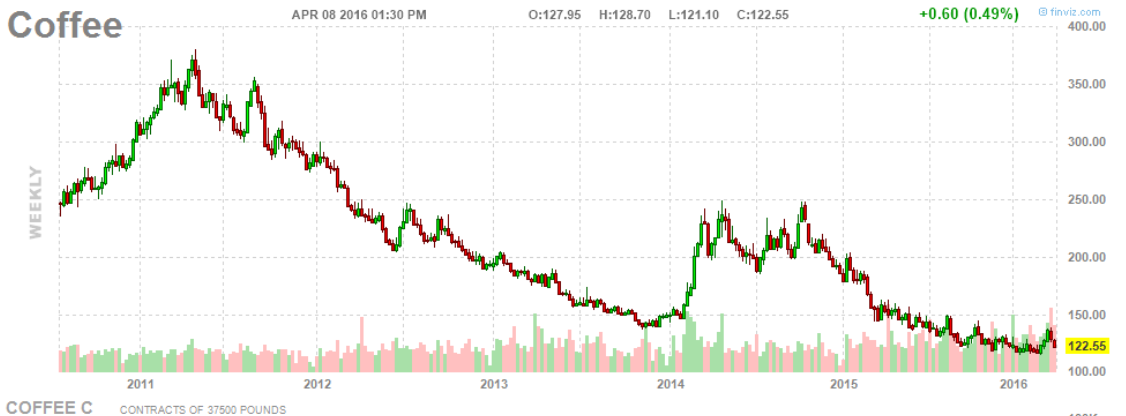 Coffee
APR 08 2016 01:30 PM O:127.95 H:128.70 L:121.10 C:122.55 +0.60 (0.49%) © finviz.com
400.00
350.00
300.00
WEEKLY
250.00
200.00
150.00
122.55
100.00
2011 2012 2013 2014 2015 2016
COFFEE C CONTRACTS OF 37500 POUNDS